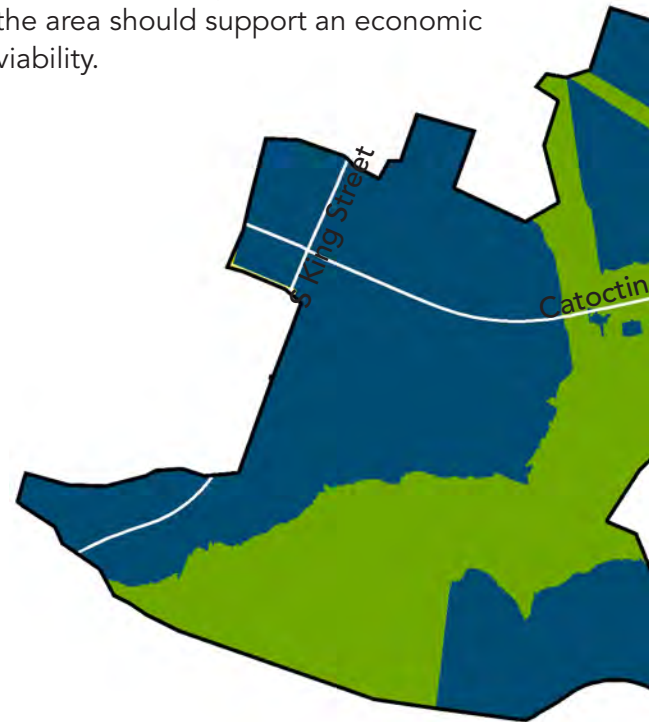 the area should support an economic
viability.
S King Street
Catoctin